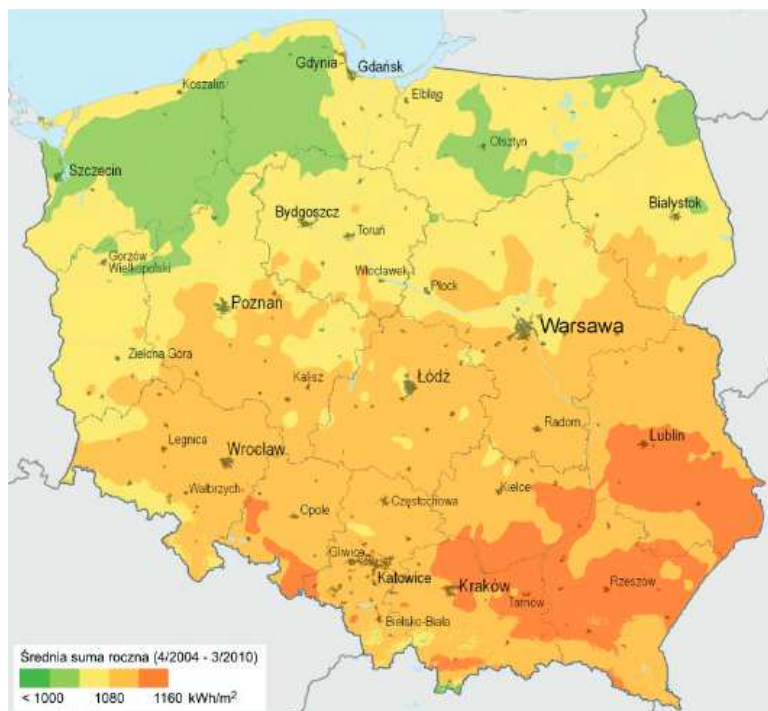 Gdynia
Gdańsk
Koszalin
Elbląg
Olsztyn
Szczecin
Białystok
Bydgoszcz
Toruń
Gorzów
Wielkopolski
Włocławek
Płock
Poznan
Warsawa
Zielona Góra
Kalisz
Łódź
Radom
Lublin
Legnica
Wrocław
Wałbrzych
Opole
Częstochowa
Kielce
Gliwice
Katowice
Kraków
Tarnów
Rzeszów
Bielsko-Biała
Średnia suma roczna (4/2004 - 3/2010)
< 1000 1080 1160 kWh/m²